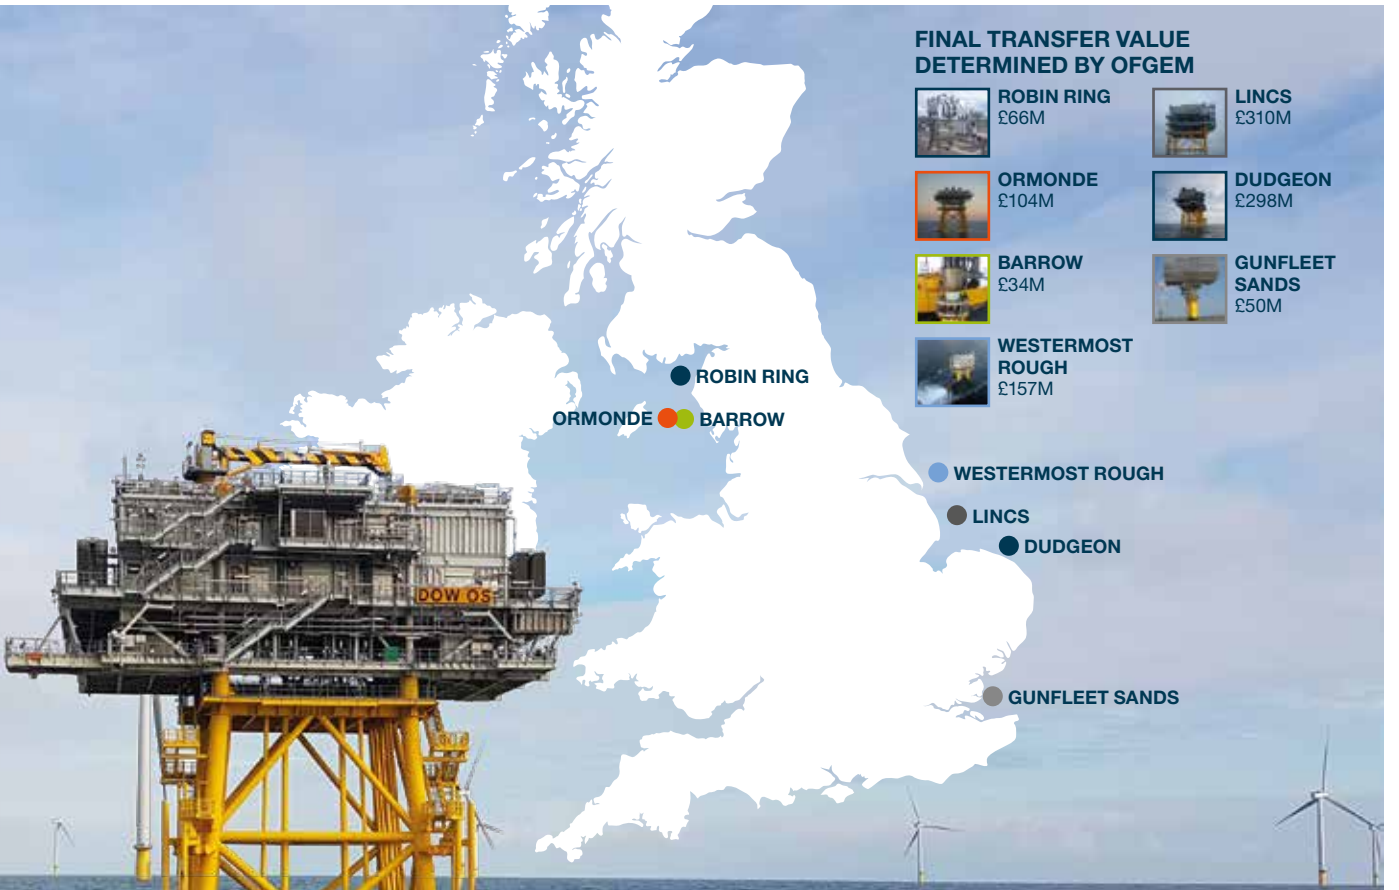 FINAL TRANSFER VALUE
DETERMINED BY OFGEM
ROBIN RING
£66M
LINCS
£310M
ORMONDE
£104M
DUDGEON
£298M
BARROW
£34M
GUNFLEET
SANDS
£50M
WESTERMOST
ROUGH
£157M
ROBIN RING
ORMONDE
BARROW
WESTERMOST ROUGH
LINCS
DUDGEON
DOW OS
GUNFLEET SANDS